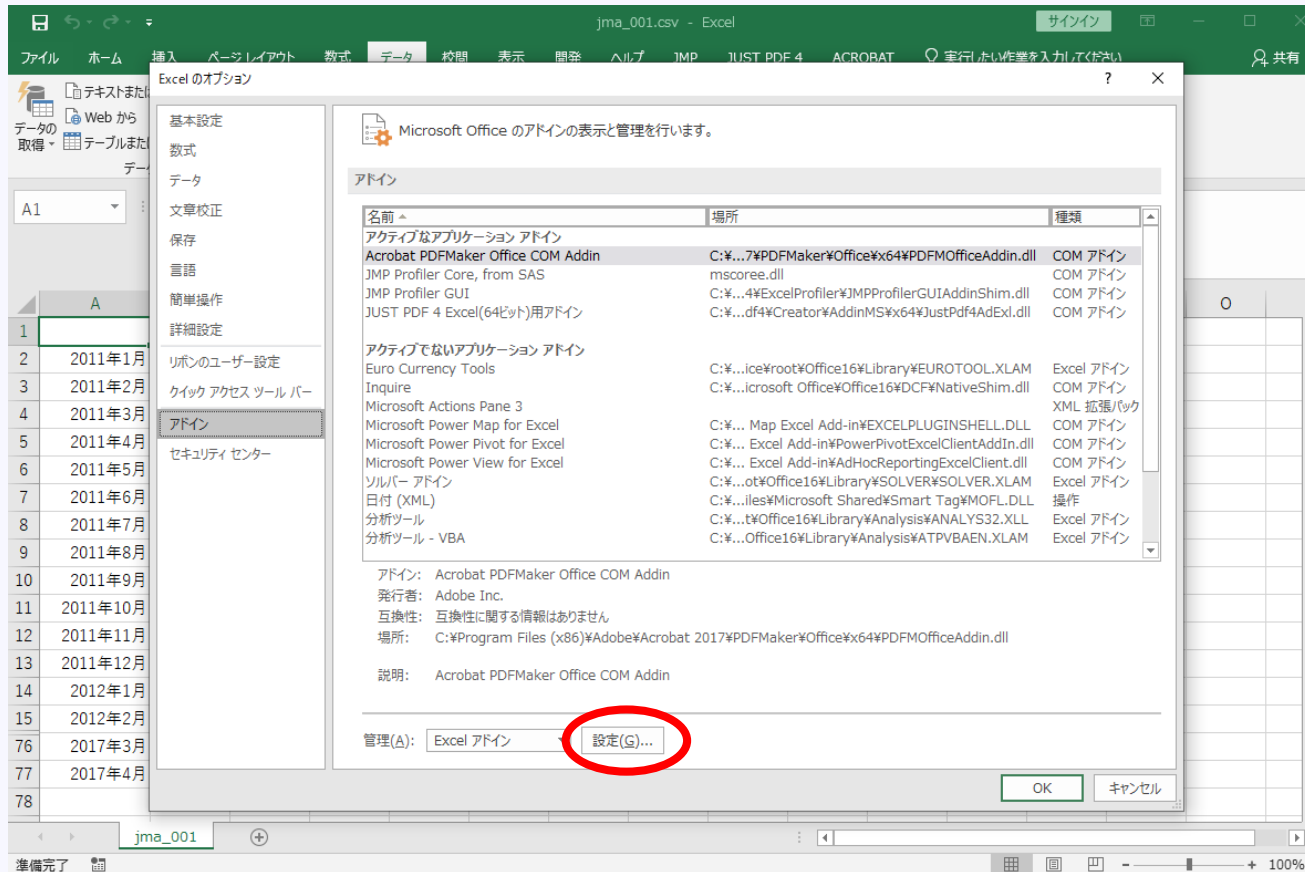 jma_001.csv - Excel サインイン
ファイル ホーム 挿入 ページ レイアウト 数式 データ 校閲 表示 開発 ヘルプ JMP JUST PDF 4 ACROBAT 実行したい作業を入力してください 共有
Excel のオプション ? ×
データの
取得
テキストまたは
Web から
テーブルまたは
デー
A1
基本設定
数式
データ
文章校正
保存
言語
簡単操作
詳細設定
リボンのユーザー設定
クイック アクセス ツール バー
アドイン
セキュリティ センター
Microsoft Office のアドインの表示と管理を行います。
アドイン
名前 場所 種類
アクティブなアプリケーション アドイン
Acrobat PDFMaker Office COM Addin C:¥...7¥PDFMaker¥Office¥x64¥PDFMOfficeAddin.dll COM アドイン
JMP Profiler Core, from SAS mscoree.dll COM アドイン
JMP Profiler GUI C:¥...4¥ExcelProfiler¥JMPProfilerGUIAddinShim.dll COM アドイン
JUST PDF 4 Excel(64ビット)用アドイン C:¥...df4¥Creator¥AddinMS¥x64¥JustPdf4AdExl.dll COM アドイン
アクティブでないアプリケーション アドイン
Euro Currency Tools C:¥...ice¥root¥Office16¥Library¥EUROTOOL.XLAM Excel アドイン
Inquire C:¥...icrosoft Office¥Office16¥DCF¥NativeShim.dll COM アドイン
Microsoft Actions Pane 3 XML 拡張パック
Microsoft Power Map for Excel C:¥... Map Excel Add-in¥EXCELPLUGINSHELL.DLL COM アドイン
Microsoft Power Pivot for Excel C:¥... Excel Add-in¥PowerPivotExcelClientAddIn.dll COM アドイン
Microsoft Power View for Excel C:¥... Excel Add-in¥AdHocReportingExcelClient.dll COM アドイン
ソルバー アドイン C:¥...ot¥Office16¥Library¥SOLVER¥SOLVER.XLAM Excel アドイン
日付 (XML) C:¥...iles¥Microsoft Shared¥Smart Tag¥MOFL.DLL 操作
分析ツール C:¥...t¥Office16¥Library¥Analysis¥ANALYS32.XLL Excel アドイン
分析ツール - VBA C:¥...Office16¥Library¥Analysis¥ATPVBAEN.XLAM Excel アドイン
アドイン: Acrobat PDFMaker Office COM Addin
発行者: Adobe Inc.
互換性: 互換性に関する情報はありません
場所: C:¥Program Files (x86)¥Adobe¥Acrobat 2017¥PDFMaker¥Office¥x64¥PDFMOfficeAddin.dll
説明: Acrobat PDFMaker Office COM Addin
管理(A): Excel アドイン 設定(G)...
OK キャンセル
A O
1
2 2011年1月
3 2011年2月
4 2011年3月
5 2011年4月
6 2011年5月
7 2011年6月
8 2011年7月
9 2011年8月
10 2011年9月
11 2011年10月
12 2011年11月
13 2011年12月
14 2012年1月
15 2012年2月
76 2017年3月
77 2017年4月
78
jma_001
準備完了 100%